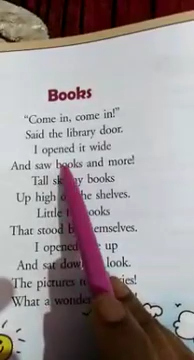 Books
"Come in, come in!"
Said the library door.
I opened it wide
And saw books and more!
Tall books
Up high the shelves.
Little books
That stood
I opened up
And sat look.
The pictures
What a